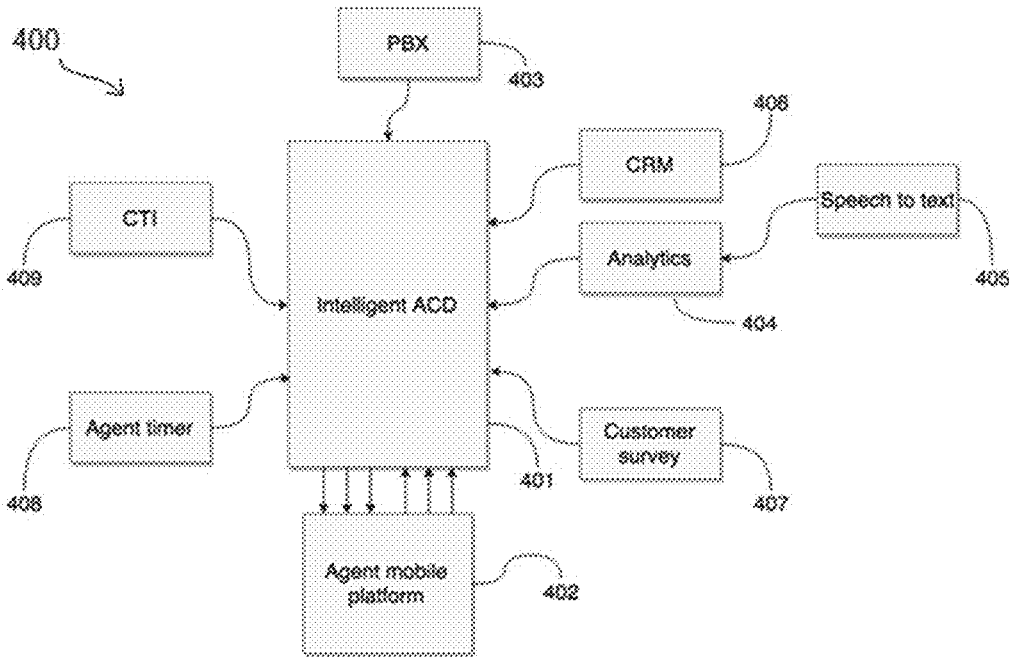 400
PBX
403
406
CRM
Speech to text
CTI
Analytics
409
405
Intelligent ACD
404
Agent timer
Customer
survey
408
401
407
Agent mobile
platform
402